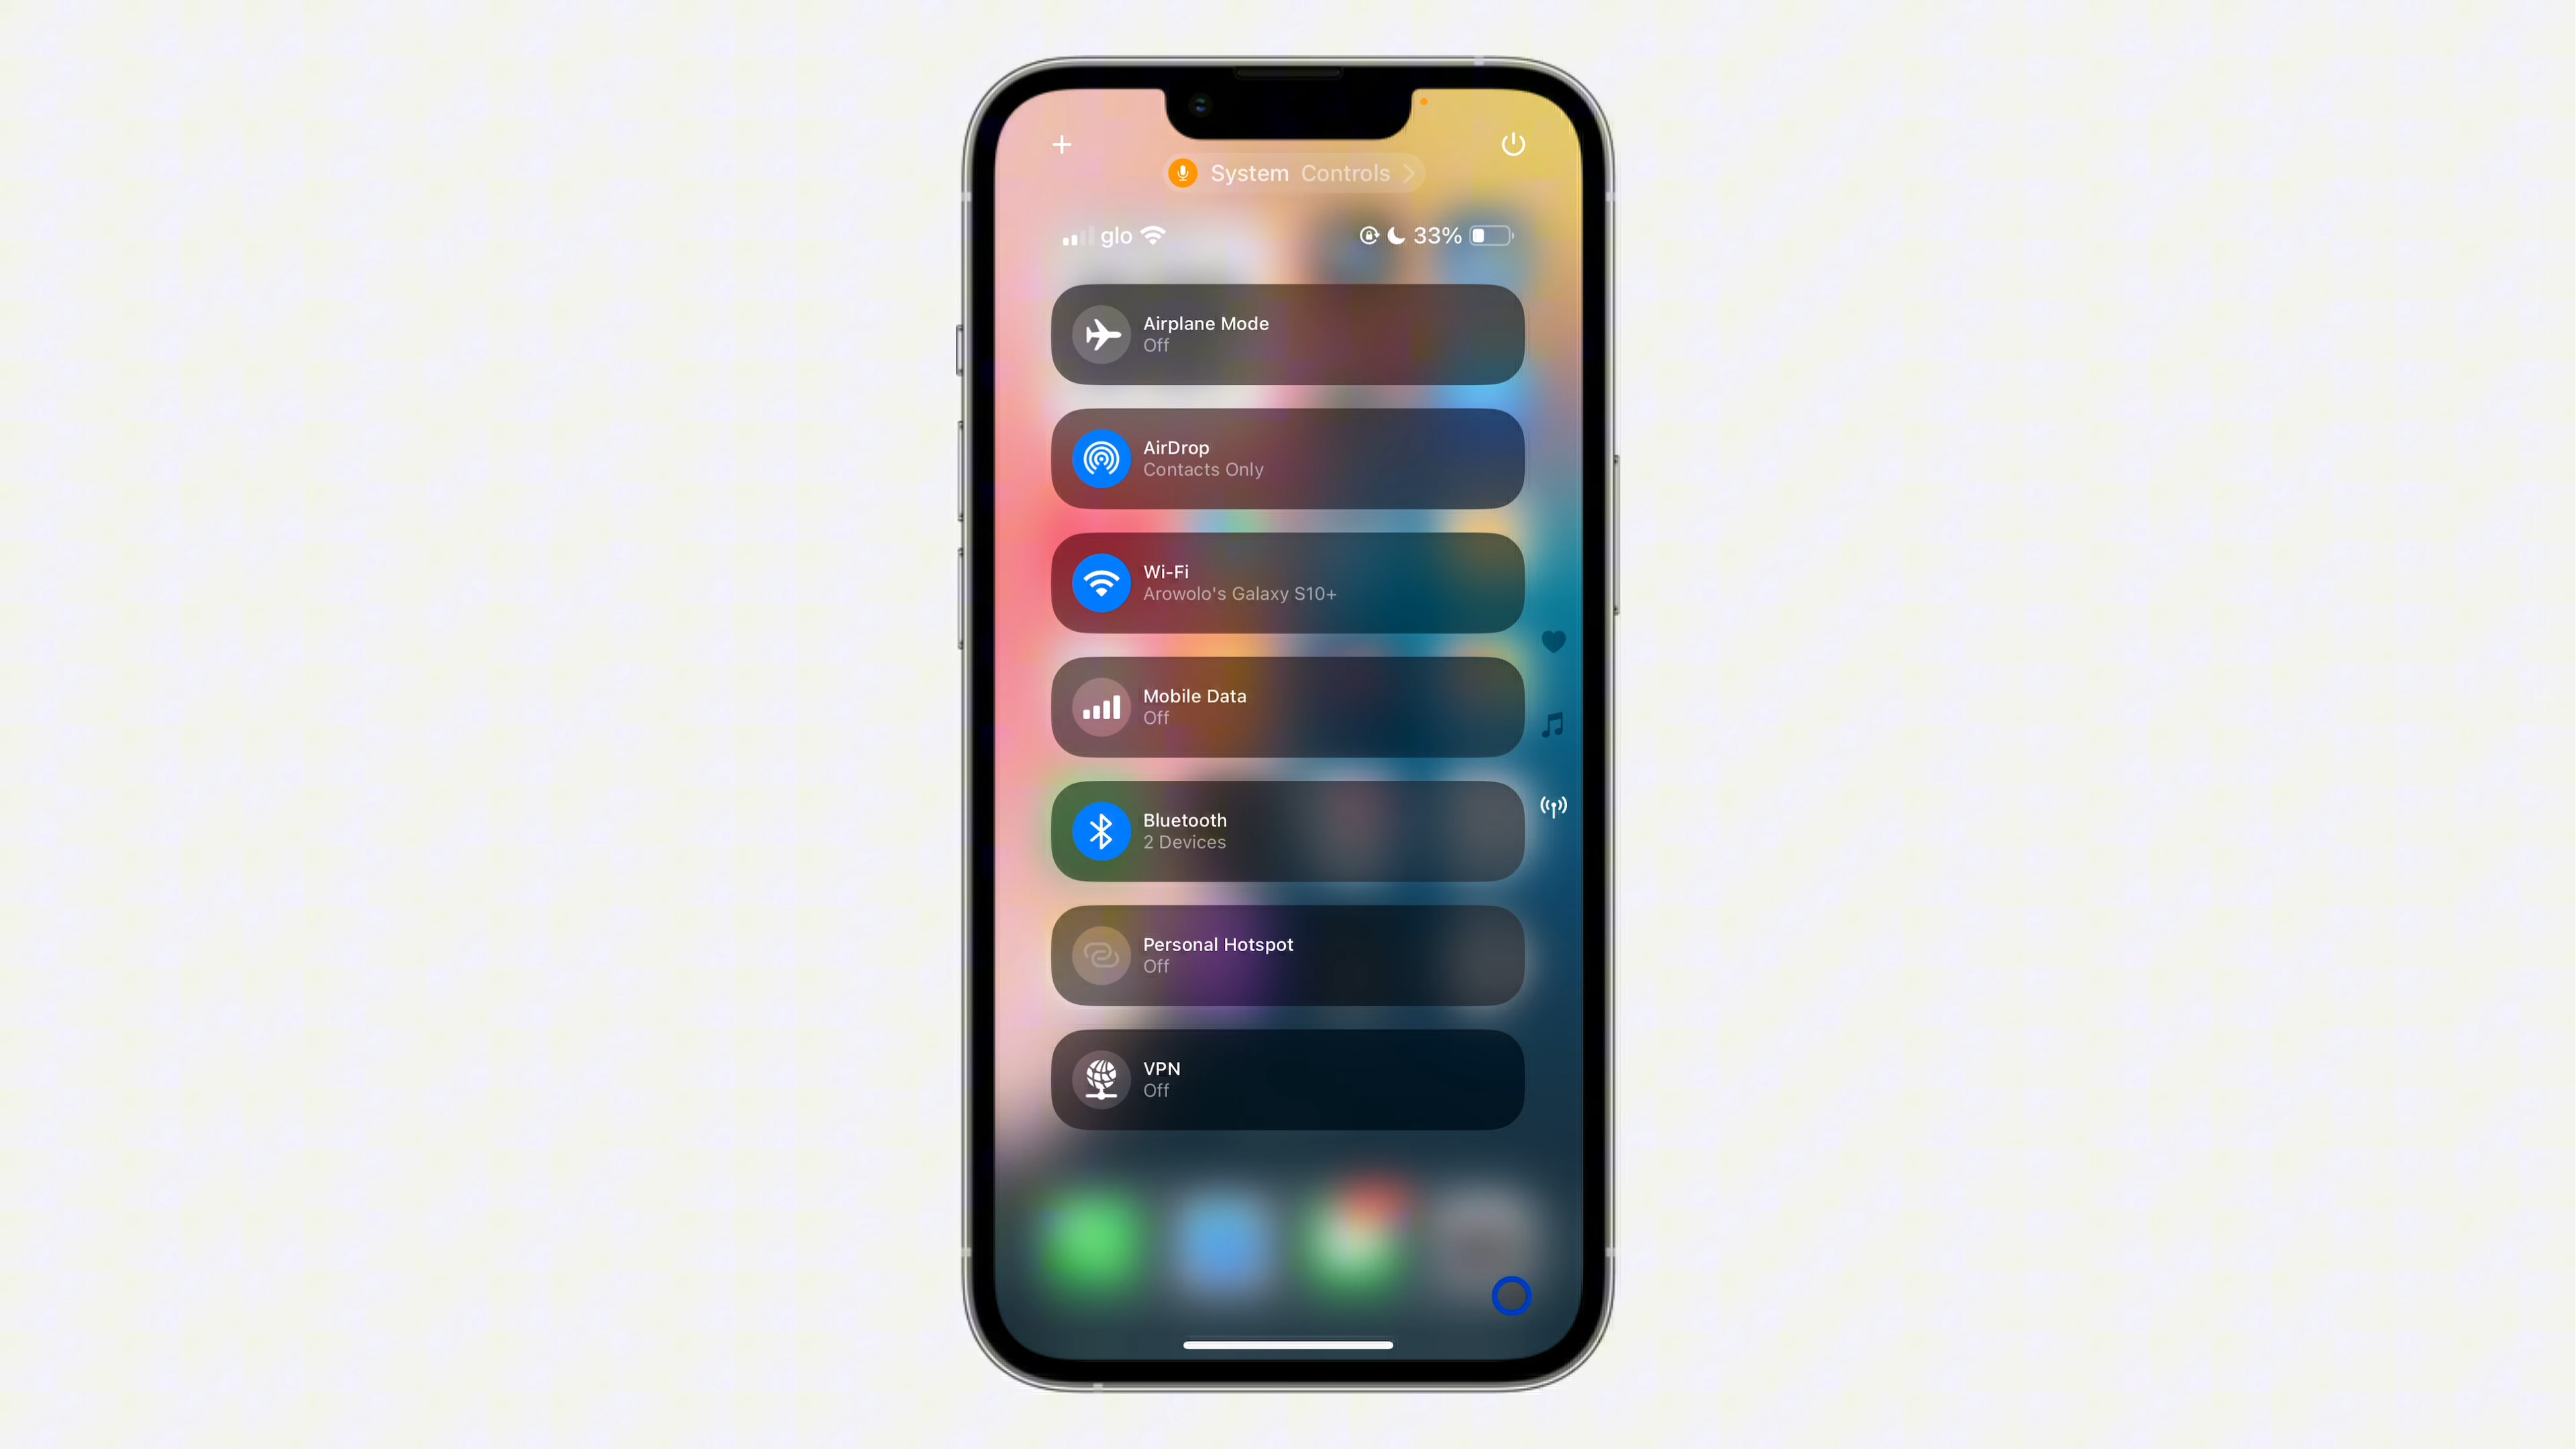 System Controls
glo 33%
Airplane Mode
Off
AirDrop
Contacts Only
Wi-Fi
Arowolo's Galaxy S10+
Mobile Data
Off
Bluetooth
2 Devices
Personal Hotspot
Off
VPN
Off